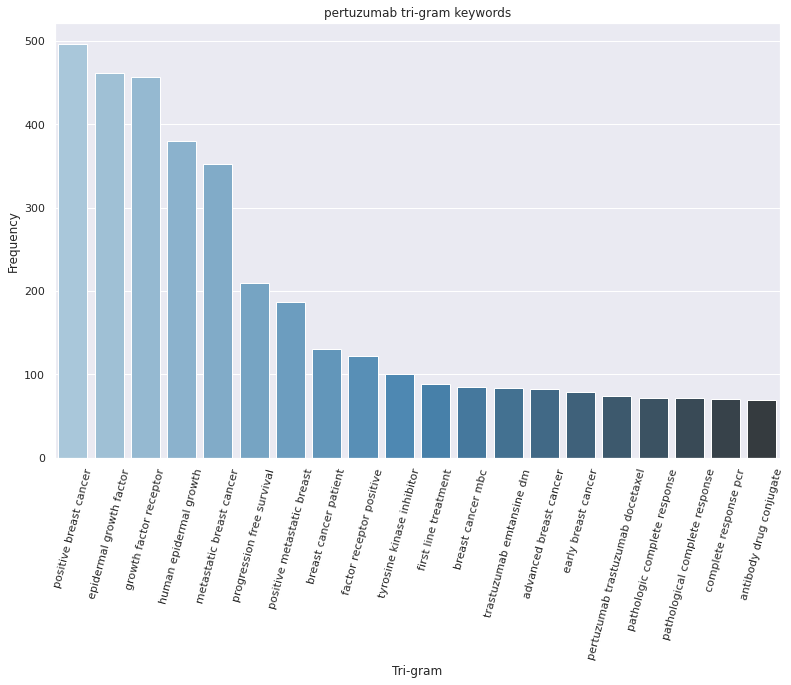 pertuzumab tri-gram keywords
500
400
300
200
100
0
Frequency
positive breast cancer
epidermal growth factor
growth factor receptor
human epidermal growth
metastatic breast cancer
progression free survival
positive metastatic breast
breast cancer patient
factor receptor positive
tyrosine kinase inhibitor
first line treatment
breast cancer mbc
trastuzumab emtansine dm
advanced breast cancer
early breast cancer
pertuzumab trastuzumab docetaxel
pathologic complete response
pathological complete response
complete response pcr
antibody drug conjugate
Tri-gram